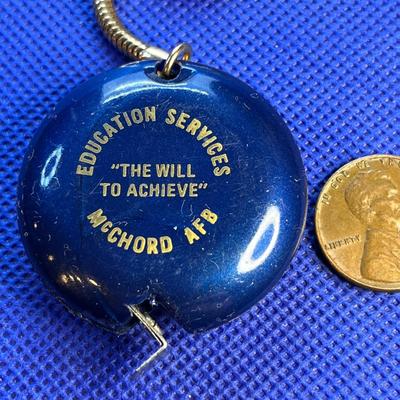 EDUCATION SERVICES
"THE WILL
TO ACHIEVE"
McCHORD AFB
LIBERTY